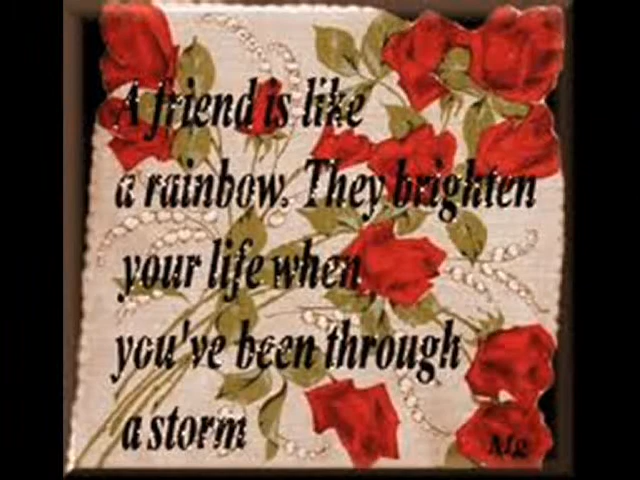 A friend is like
a rainbow. They brighten
your life when
you've been through
a storm